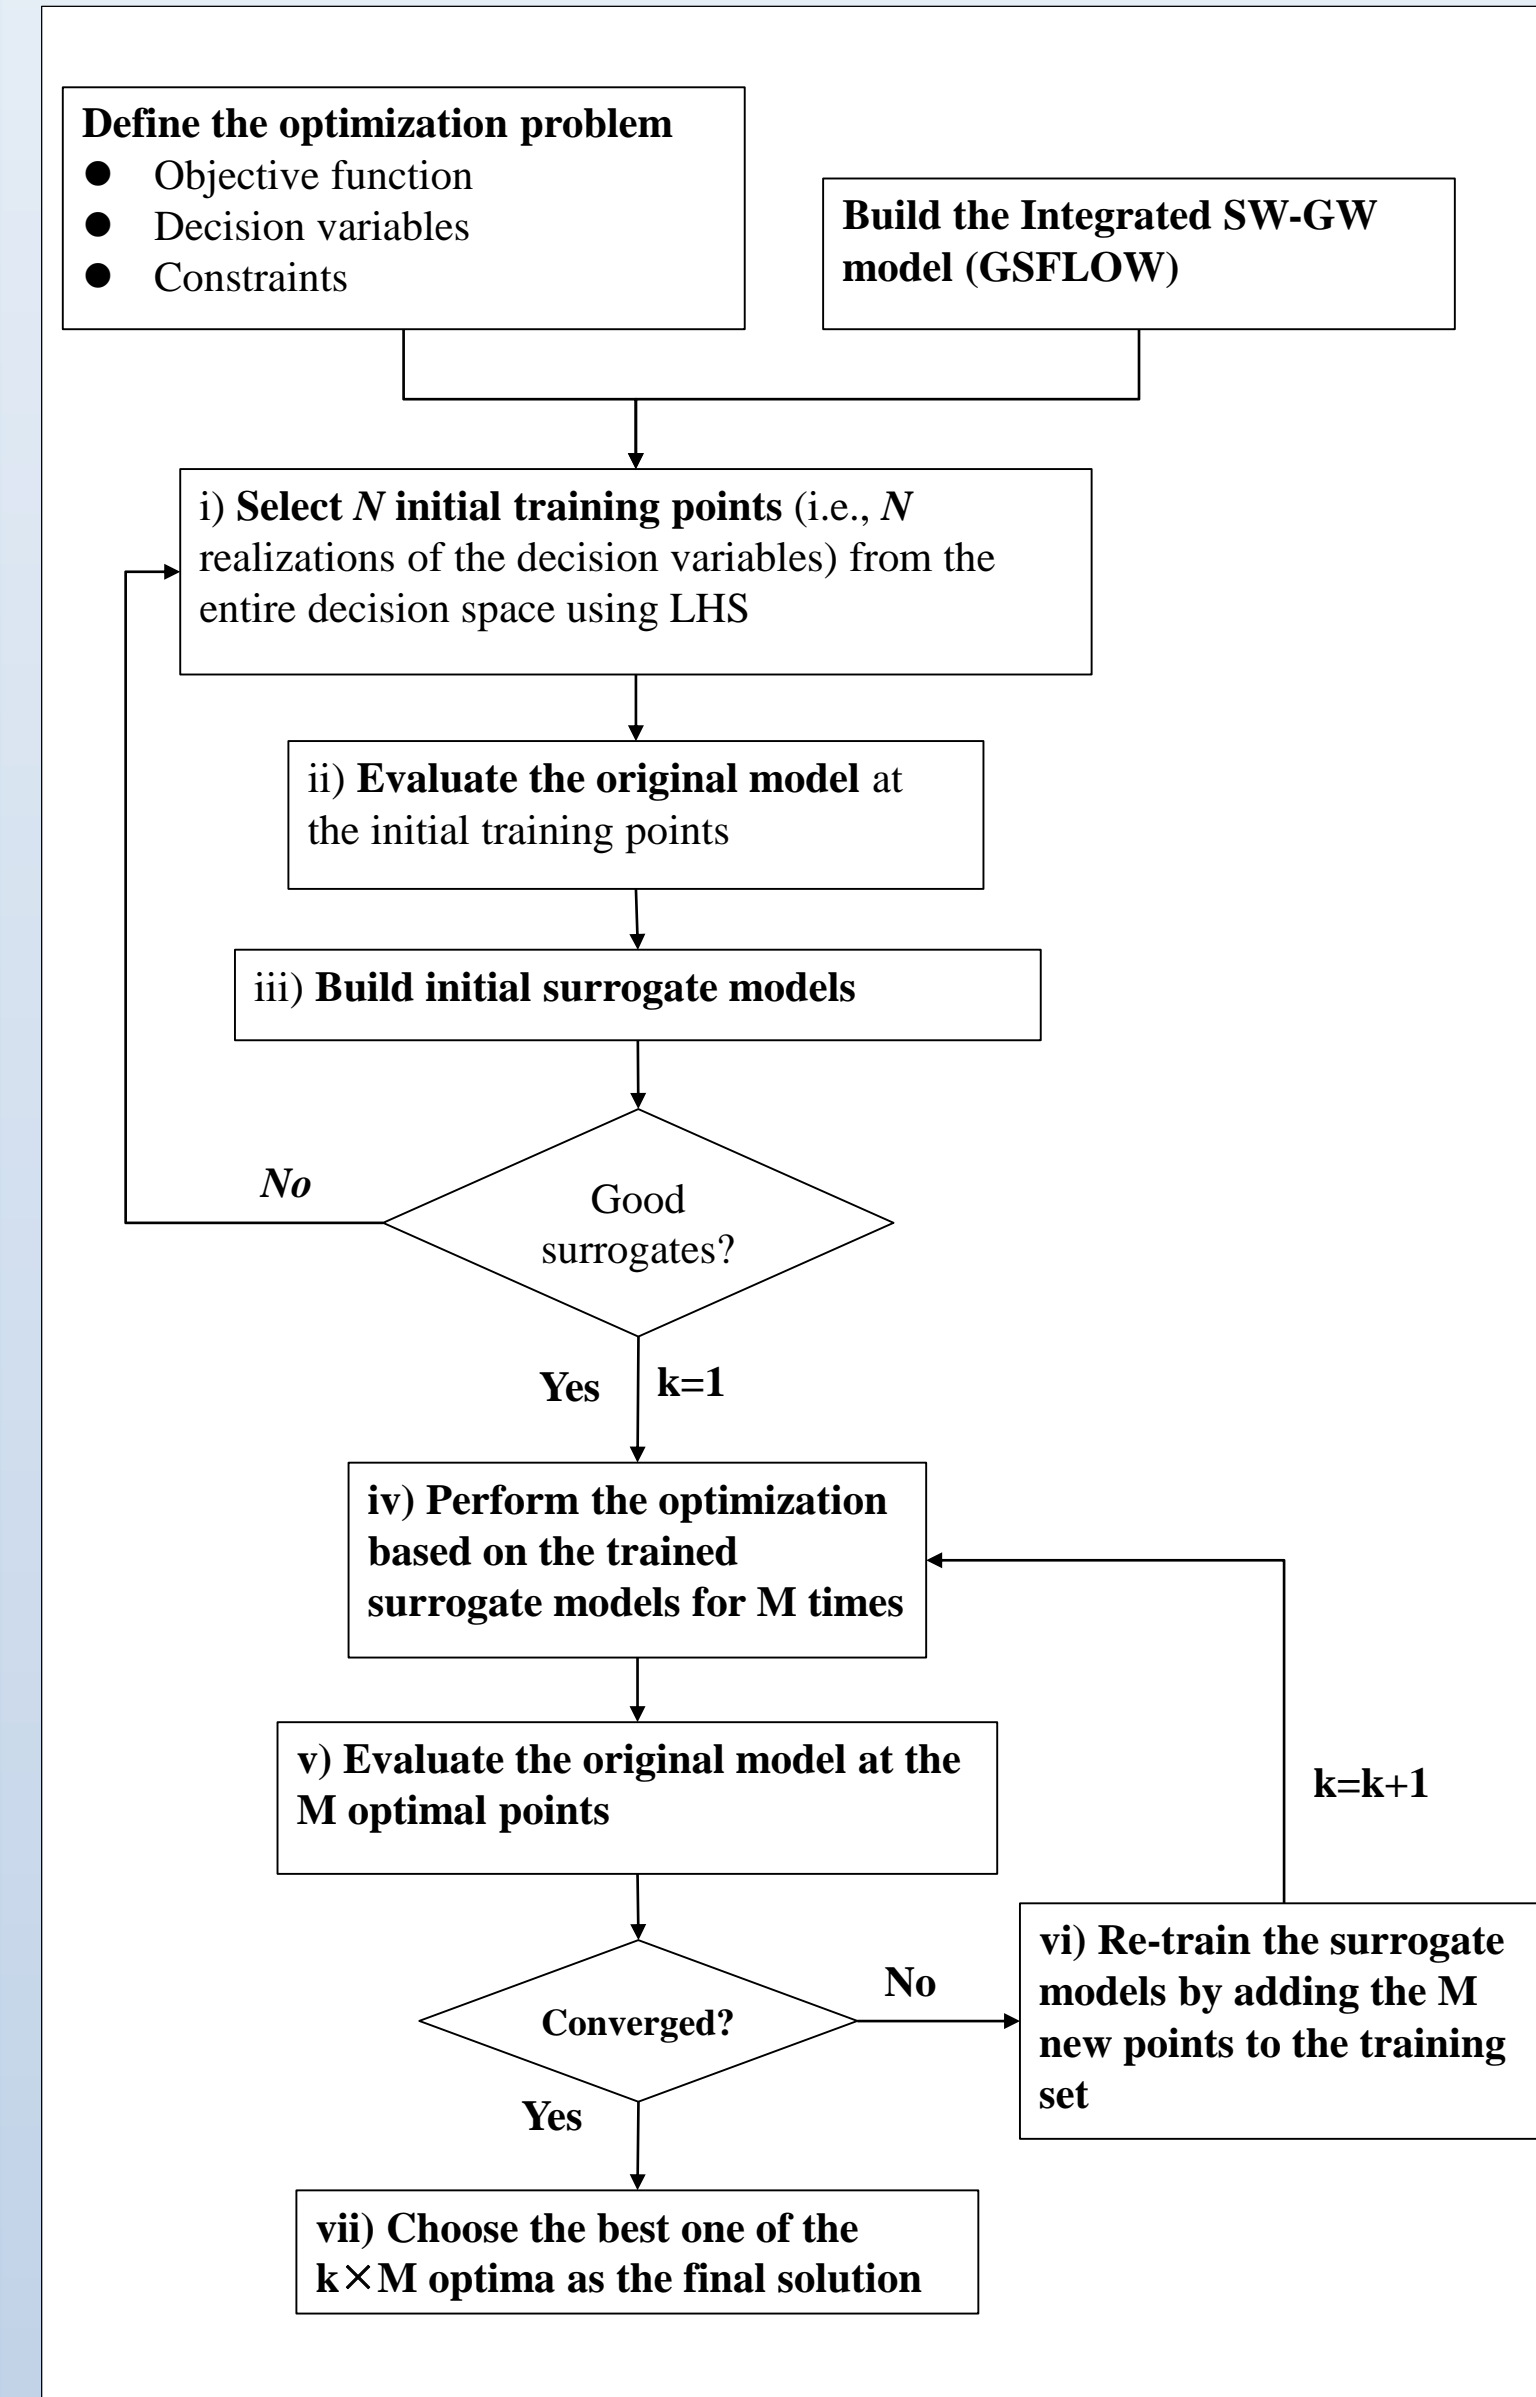 Define the optimization problem
● Objective function
● Decision variables
● Constraints
Build the Integrated SW-GW
model (GSFLOW)
i) Select N initial training points (i.e., N
realizations of the decision variables) from the
entire decision space using LHS
ii) Evaluate the original model at
the initial training points
iii) Build initial surrogate models
No
Good
surrogates?
Yes k=1
iv) Perform the optimization
based on the trained
surrogate models for M times
v) Evaluate the original model at the
M optimal points
k=k+1
Converged?
No
vi) Re-train the surrogate
models by adding the M
new points to the training
set
Yes
vii) Choose the best one of the
k×M optima as the final solution